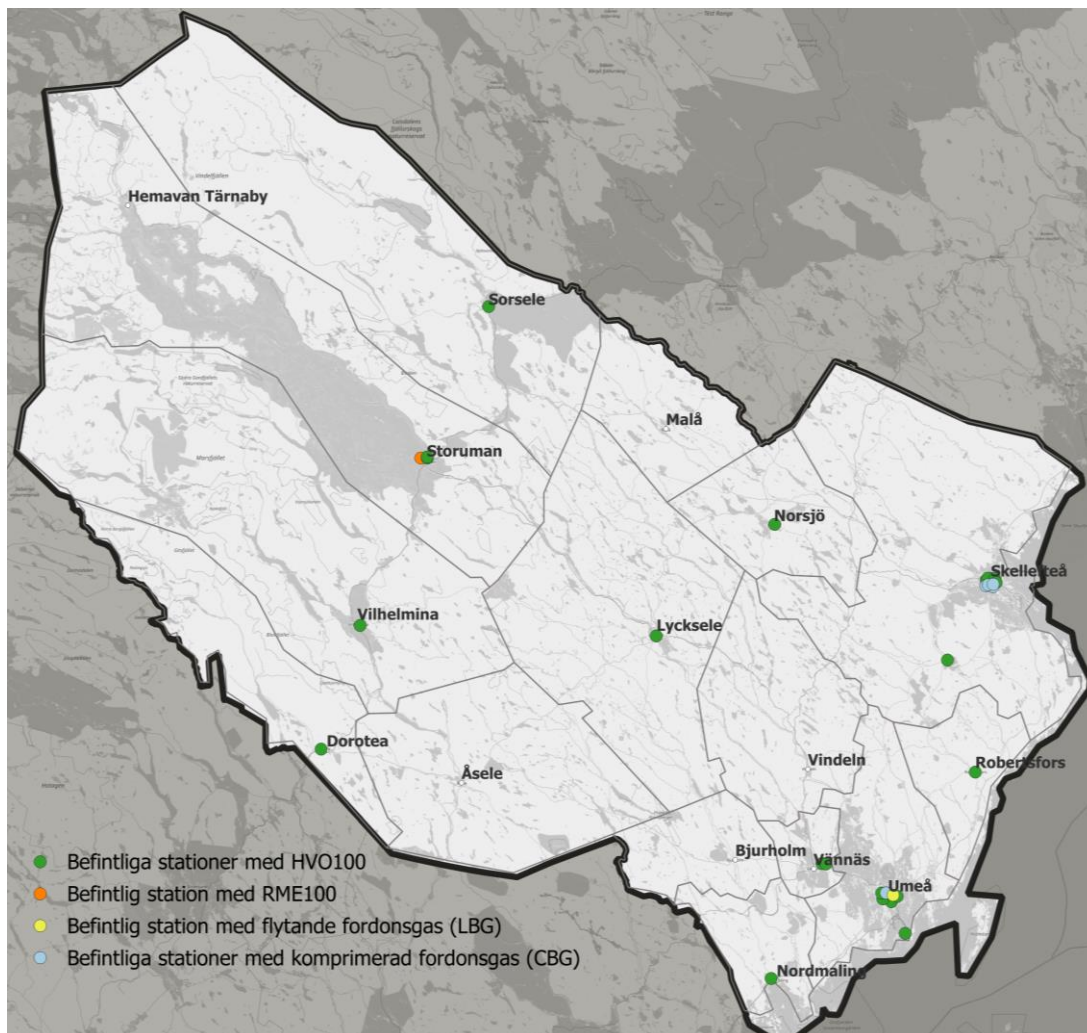 Hemavan Tärnaby
Sorsele
Malå
Storuman
Norsjö
Skellefteå
Vilhelmina
Lycksele
Dorotea
Åsele
Vindeln
Robertsfors
Bjurholm
Vännäs
Umeå
Nordmaling
Befintliga stationer med HVO100
Befintlig station med RME100
Befintlig station med flytande fordonsgas (LBG)
Befintliga stationer med komprimerad fordonsgas (CBG)